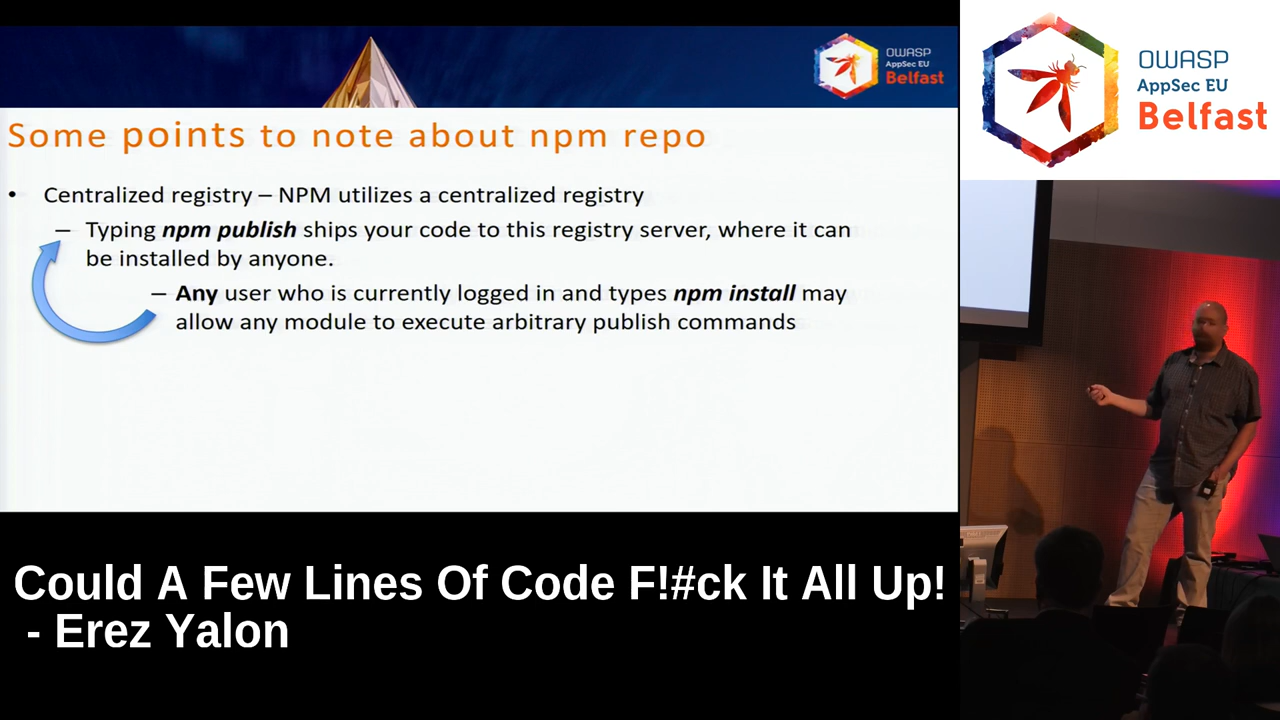 OWASP
AppSec EU
Belfast
OWASP
AppSec EU
Belfast
Some points to note about npm repo
• Centralized registry – NPM utilizes a centralized registry
– Typing npm publish ships your code to this registry server, where it can
be installed by anyone.
– Any user who is currently logged in and types npm install may
allow any module to execute arbitrary publish commands
Could A Few Lines Of Code F!#ck It All Up!
- Erez Yalon